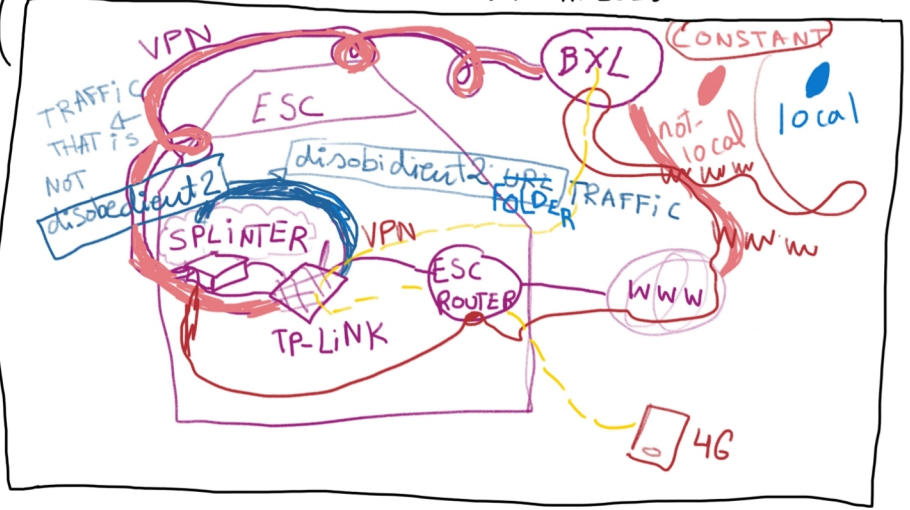 VPN
BXL
CONSTANT
ESC
TRAFFIC
THAT iS
NOT
disobedient2
disobidient2
URL
FOLDER
TRAFFIC
not-
local
local
www
www
SPLiNTER
VPN
ESC
ROUTER
WWW
TP-LiNK
4G